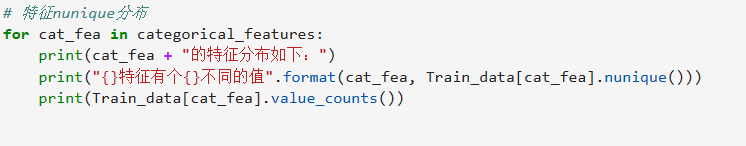 # 特征nunique分布
for cat_fea in categorical_features:
    print(cat_fea + "的特征分布如下：")
    print("{}特征有个{}不同的值".format(cat_fea, Train_data[cat_fea].nunique()))
    print(Train_data[cat_fea].value_counts())